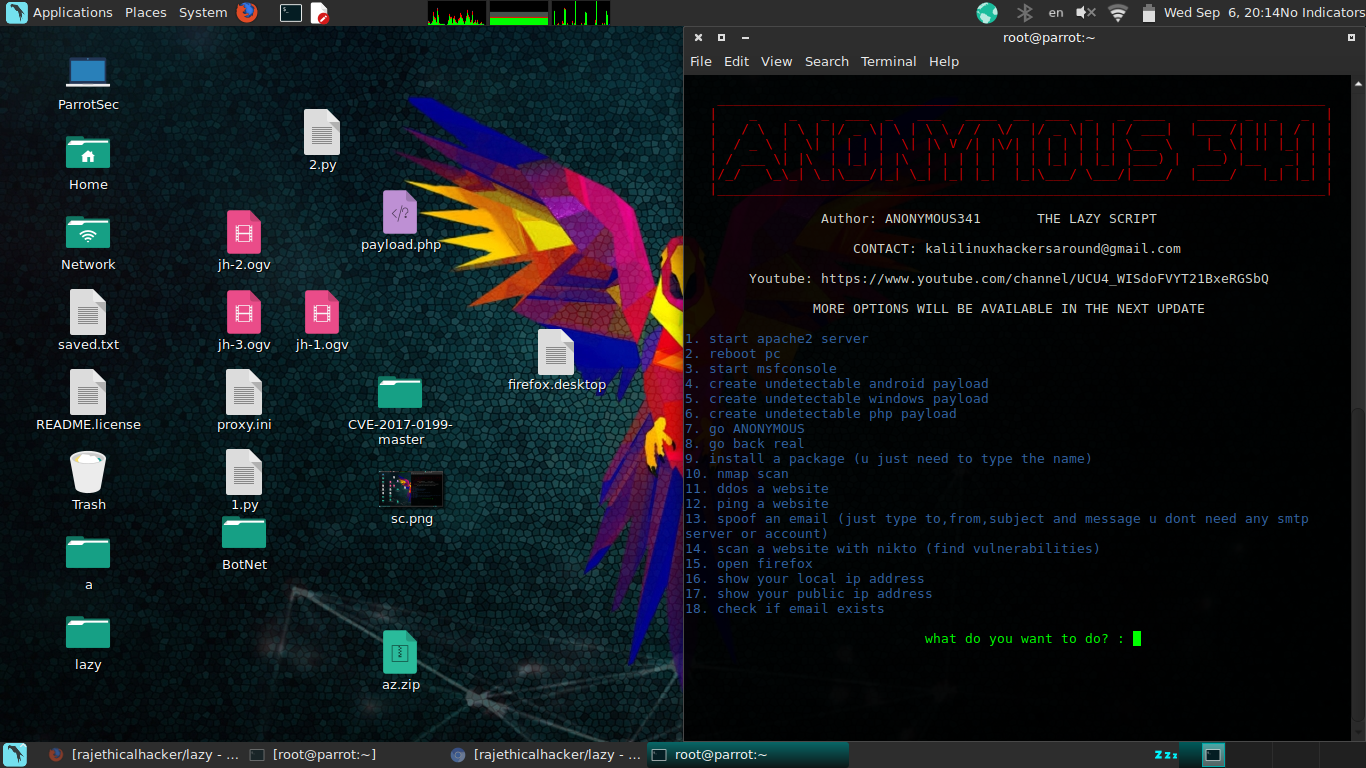 Applications Places System
en Wed Sep 6, 20:14No Indicators
ParrotSec
Home
Network
saved.txt
README.license
Trash
a
lazy
jh-2.ogv
jh-3.ogv
proxy.ini
1.py
BotNet
2.py
jh-1.ogv
payload.php
CVE-2017-0199-
master
sc.png
az.zip
firefox.desktop
root@parrot:~
File Edit View Search Terminal Help
ANONYMOUS 341
Author: ANONYMOUS341 THE LAZY SCRIPT
CONTACT: kalilinuxhackersaround@gmail.com
Youtube: https://www.youtube.com/channel/UCU4_WISdoFVYT21BxeRGSbQ
MORE OPTIONS WILL BE AVAILABLE IN THE NEXT UPDATE
1. start apache2 server
2. reboot pc
3. start msfconsole
4. create undetectable android payload
5. create undetectable windows payload
6. create undetectable php payload
7. go ANONYMOUS
8. go back real
9. install a package (u just need to type the name)
10. nmap scan
11. ddos a website
12. ping a website
13. spoof an email (just type to,from,subject and message u dont need any smtp
server or account)
14. scan a website with nikto (find vulnerabilities)
15. open firefox
16. show your local ip address
17. show your public ip address
18. check if email exists
what do you want to do? :
[rajethicalhacker/lazy - ... [root@parrot:~] [rajethicalhacker/lazy - ... root@parrot:~ Zzz